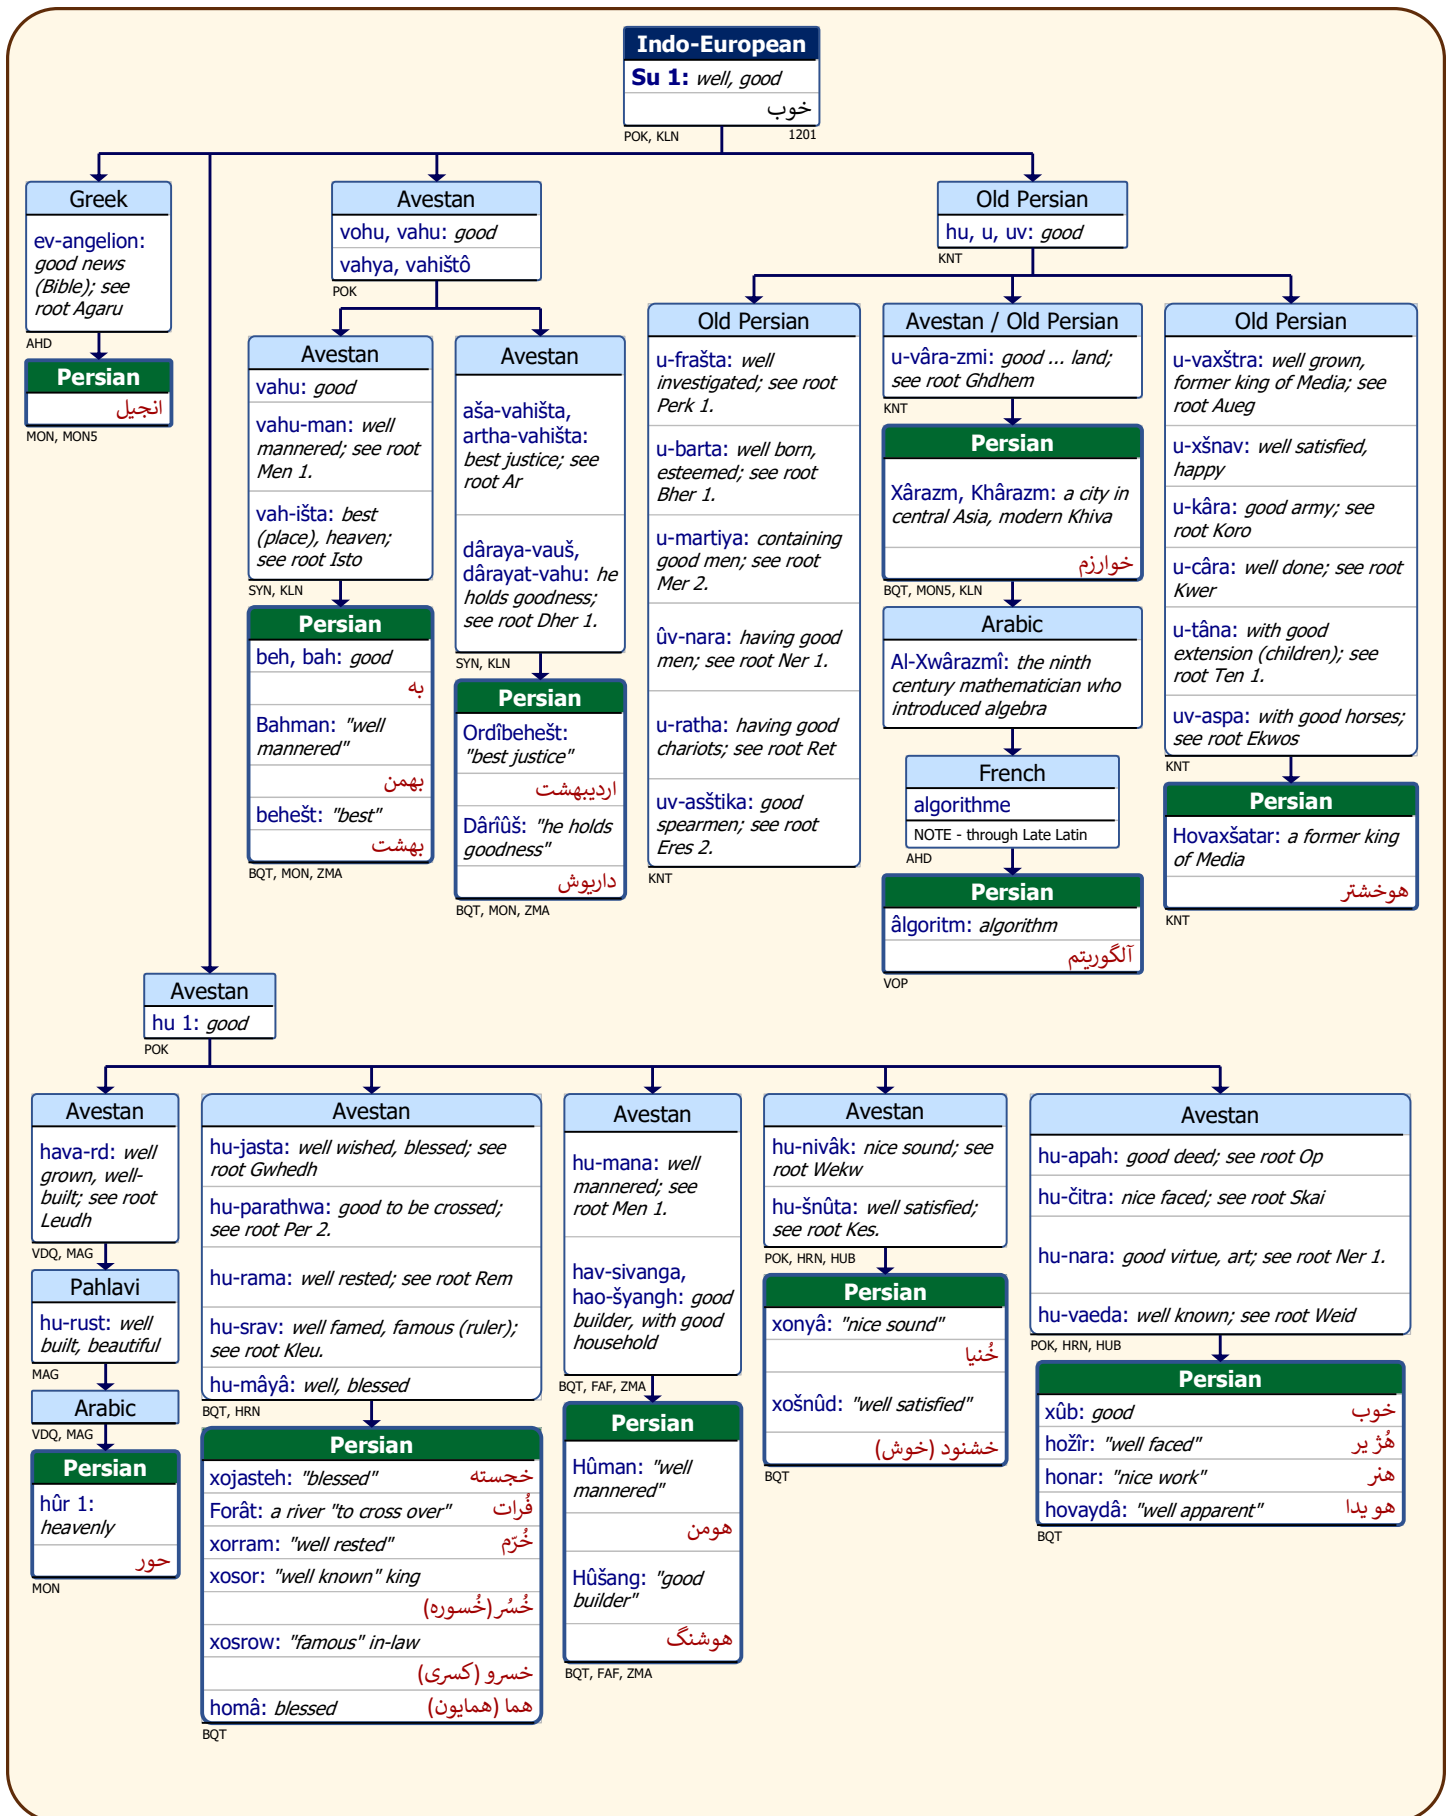 Indo-European
Su 1: well, good
خوب
POK, KLN
1201
Greek
ev-angelion:
good news
(Bible); see
root Agaru
AHD
Persian
انجیل
MON, MON5
Avestan
vohu, vahu: good
vahya, vahištô
POK
Avestan
vahu: good
vahu-man: well
mannered; see root
Men 1.
vah-išta: best
(place), heaven;
see root Isto
SYN, KLN
Persian
beh, bah: good
به
Bahman: "well
mannered"
بهمن
behešt: "best"
بهشت
BQT, MON, ZMA
Avestan
aša-vahišta,
artha-vahišta:
best justice; see
root Ar
dâraya-vauš,
dârayat-vahu: he
holds goodness;
see root Dher 1.
SYN, KLN
Persian
Ordîbehešt:
"best justice"
اردیبهشت
Dârîûš: "he holds
goodness"
داریوش
BQT, MON, ZMA
Old Persian
hu, u, uv: good
KNT
Old Persian
u-frašta: well
investigated; see root
Perk 1.
u-barta: well born,
esteemed; see root
Bher 1.
u-martiya: containing
good men; see root
Mer 2.
ûv-nara: having good
men; see root Ner 1.
u-ratha: having good
chariots; see root Ret
uv-asštika: good
spearmen; see root
Eres 2.
KNT
Avestan / Old Persian
u-vâra-zmi: good ... land;
see root Ghdhem
KNT
Persian
Xârazm, Khârazm: a city in
central Asia, modern Khiva
خوارزم
BQT, MON5, KLN
Arabic
Al-Xwârazmî: the ninth
century mathematician who
introduced algebra
French
algorithme
NOTE - through Late Latin
AHD
Persian
âlgoritm: algorithm
آلگوریتم
VOP
Old Persian
u-vaxštra: well grown,
former king of Media; see
root Aueg
u-xšnav: well satisfied,
happy
u-kâra: good army; see
root Koro
u-câra: well done; see root
Kwer
u-tâna: with good
extension (children); see
root Ten 1.
uv-aspa: with good horses;
see root Ekwos
KNT
Persian
Hovaxšatar: a former king
of Media
هوخشتر
KNT
Avestan
hu 1: good
POK
Avestan
hava-rd: well
grown, well-
built; see root
Leudh
VDQ, MAG
Pahlavi
hu-rust: well
built, beautiful
MAG
Arabic
VDQ, MAG
Persian
hûr 1:
heavenly
حور
MON
Avestan
hu-jasta: well wished, blessed; see
root Gwhedh
hu-parathwa: good to be crossed;
see root Per 2.
hu-rama: well rested; see root Rem
hu-srav: well famed, famous (ruler);
see root Kleu.
hu-mâyâ: well, blessed
BQT, HRN
Persian
xojasteh: "blessed" خجسته
Forât: a river "to cross over" فُرات
xorram: "well rested" خُرّم
xosor: "well known" king
خُسُر (خُسوره)
xosrow: "famous" in-law
خسرو (کسری)
homâ: blessed هما (همایون)
BQT
Avestan
hu-mana: well
mannered; see
root Men 1.
hav-sivanga,
hao-šyangh: good
builder, with good
household
BQT, FAF, ZMA
Persian
Hûman: "well
mannered"
هومن
Hûšang: "good
builder"
هوشنگ
BQT, FAF, ZMA
Avestan
hu-nivâk: nice sound; see
root Wekw
hu-šnûta: well satisfied;
see root Kes.
POK, HRN, HUB
Persian
xonyâ: "nice sound"
خُنیا
xošnûd: "well satisfied"
خشنود (خوش)
BQT
Avestan
hu-apah: good deed; see root Op
hu-čitra: nice faced; see root Skai
hu-nara: good virtue, art; see root Ner 1.
hu-vaeda: well known; see root Weid
POK, HRN, HUB
Persian
xûb: good خوب
hožîr: "well faced" هُژیر
honar: "nice work" هنر
hovaydâ: "well apparent" هویدا
BQT